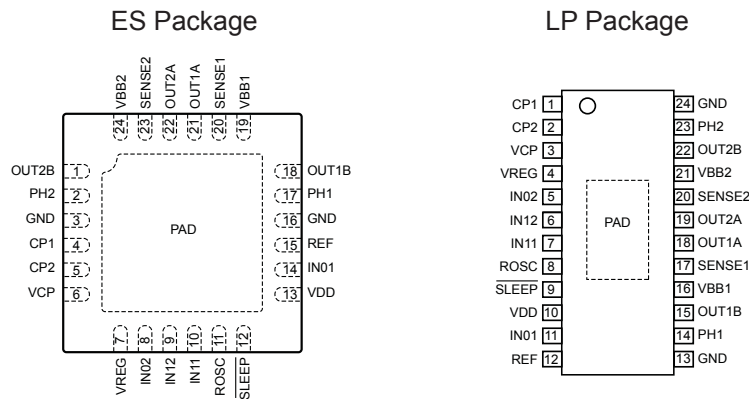 ES Package
LP Package
VBB2
SENSE2
OUT2A
OUT1A
SENSE1
VBB1
24
23
22
21
20
19
OUT2B 1
PH2 2
GND 3
CP1 4
CP2 5
VCP 6
PAD
18 OUT1B
17 PH1
16 GND
15 REF
14 IN01
13 VDD
7
8
9
10
11
12
VREG
IN02
IN12
IN11
ROSC
SLEEP
CP1 1
CP2 2
VCP 3
VREG 4
IN02 5
IN12 6
IN11 7
ROSC 8
SLEEP 9
VDD 10
IN01 11
REF 12
PAD
24 GND
23 PH2
22 OUT2B
21 VBB2
20 SENSE2
19 OUT2A
18 OUT1A
17 SENSE1
16 VBB1
15 OUT1B
14 PH1
13 GND